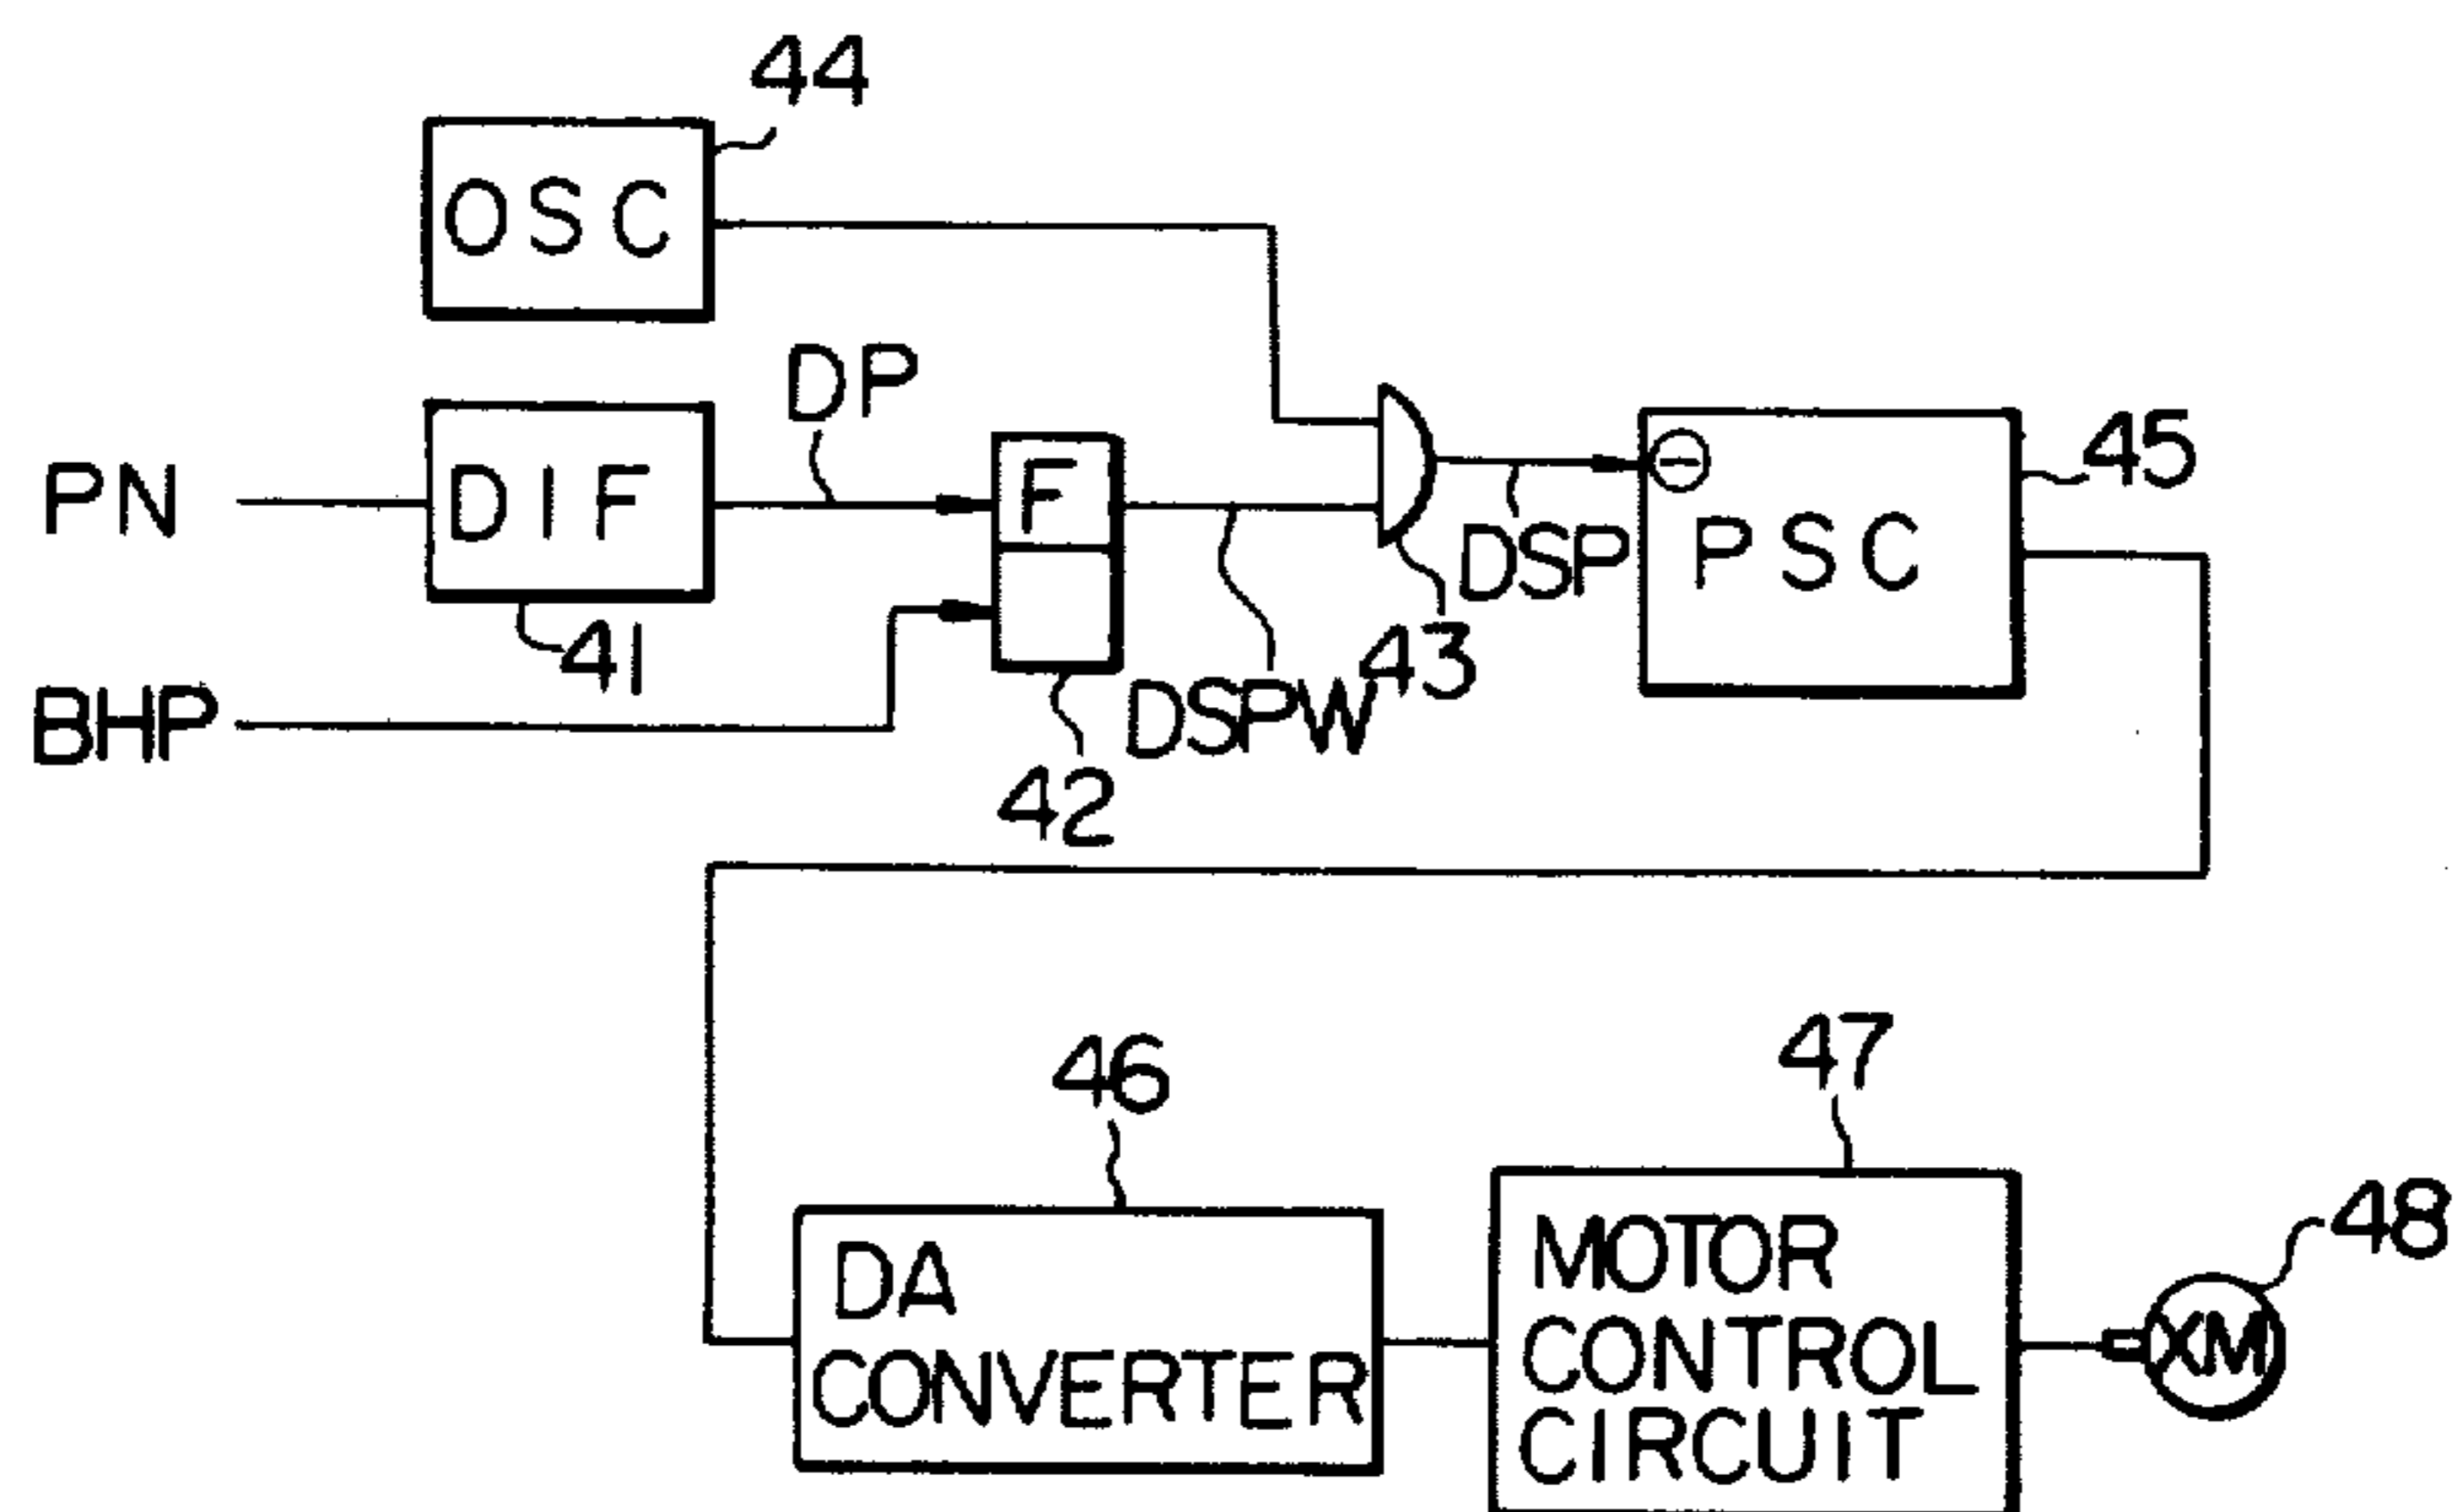 44
OSC
DP
PN
DIF
F
45
PSC
DSP
41
43
BHP
DSPW
42
46
47
48
DA
CONVERTER
MOTOR
CONTROL
CIRCUIT
XM